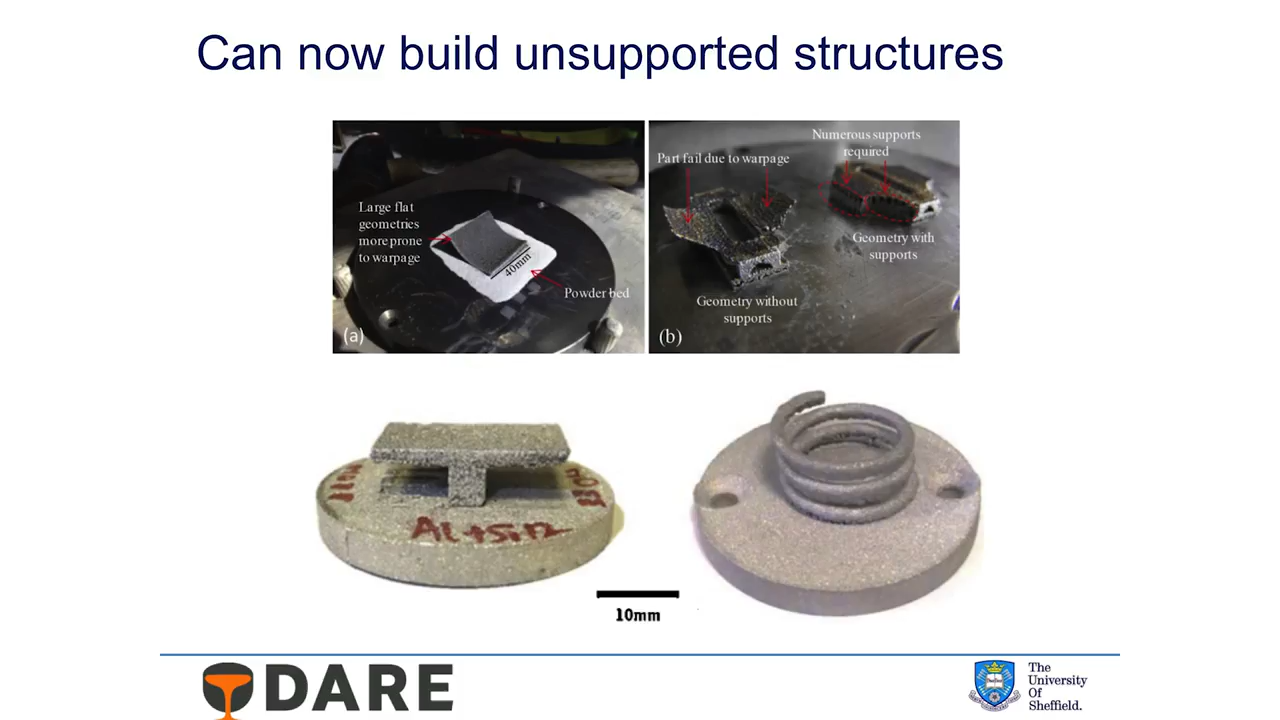 Can now build unsupported structures
Large flat
geometries
more prone
to warpage
40mm
Powder bed
(a)
Part fail due to warpage
Numerous supports
required
Geometry with
supports
Geometry without
supports
(b)
Al+Si12
10mm
DARE
The
University
Of
Sheffield.